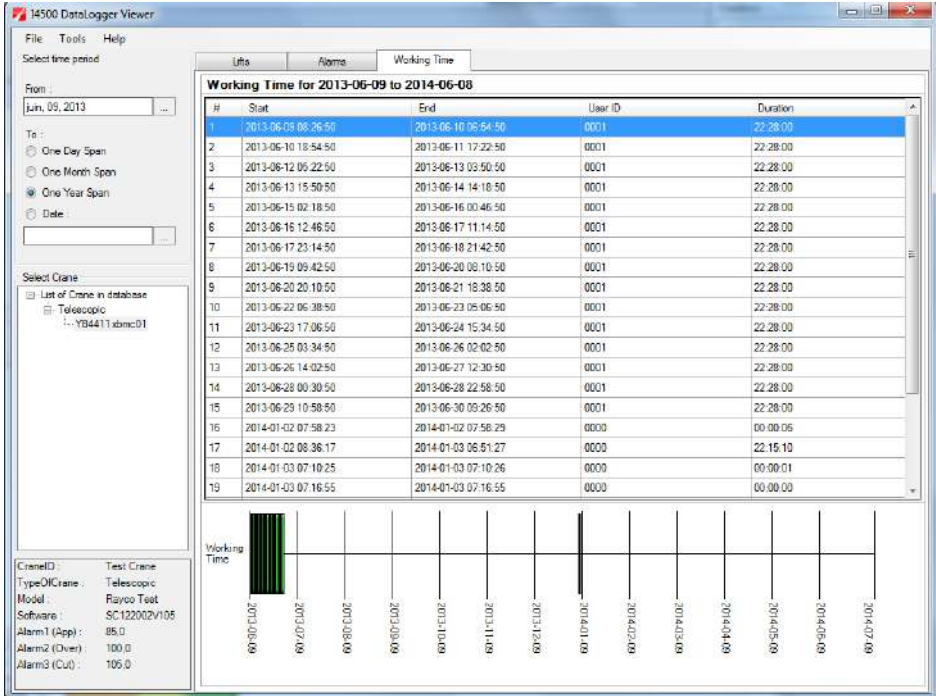 14500 DataLogger Viewer
File Tools Help
Select time period
From :
juin, 09, 2013 ...
To :
One Day Span
One Month Span
One Year Span
Date :
...
Select Crane
List of Crane in database
Telescopic
YB4411xbmc01
CraneID : Test Crane
TypeOfCrane : Telescopic
Model : Rayco Test
Software : SC122002V105
Alarm1 (App) : 85,0
Alarm2 (Over) : 100,0
Alarm3 (Cut) : 105,0
Lifts Alarms Working Time
Working Time for 2013-06-09 to 2014-06-08
# Start End User ID Duration
1 2013-06-09 08:26:50 2013-06-10 06:54:50 0001 22:28:00
2 2013-06-10 18:54:50 2013-06-11 17:22:50 0001 22:28:00
3 2013-06-12 05:22:50 2013-06-13 03:50:50 0001 22:28:00
4 2013-06-13 15:50:50 2013-06-14 14:18:50 0001 22:28:00
5 2013-06-15 02:18:50 2013-06-16 00:46:50 0001 22:28:00
6 2013-06-16 12:46:50 2013-06-17 11:14:50 0001 22:28:00
7 2013-06-17 23:14:50 2013-06-18 21:42:50 0001 22:28:00
8 2013-06-19 09:42:50 2013-06-20 08:10:50 0001 22:28:00
9 2013-06-20 20:10:50 2013-06-21 18:38:50 0001 22:28:00
10 2013-06-22 06:38:50 2013-06-23 05:06:50 0001 22:28:00
11 2013-06-23 17:06:50 2013-06-24 15:34:50 0001 22:28:00
12 2013-06-25 03:34:50 2013-06-26 02:02:50 0001 22:28:00
13 2013-06-26 14:02:50 2013-06-27 12:30:50 0001 22:28:00
14 2013-06-28 00:30:50 2013-06-28 22:58:50 0001 22:28:00
15 2013-06-29 10:58:50 2013-06-30 09:26:50 0001 22:28:00
16 2014-01-02 07:58:23 2014-01-02 07:58:29 0000 00:00:06
17 2014-01-02 08:36:17 2014-01-03 06:51:27 0000 22:15:10
18 2014-01-03 07:10:25 2014-01-03 07:10:26 0000 00:00:01
19 2014-01-03 07:16:55 2014-01-03 07:16:55 0000 00:00:00
Working
Time
2013-06-09
2013-07-09
2013-08-09
2013-09-09
2013-10-09
2013-11-09
2013-12-09
2014-01-09
2014-02-09
2014-03-09
2014-04-09
2014-05-09
2014-06-09
2014-07-09